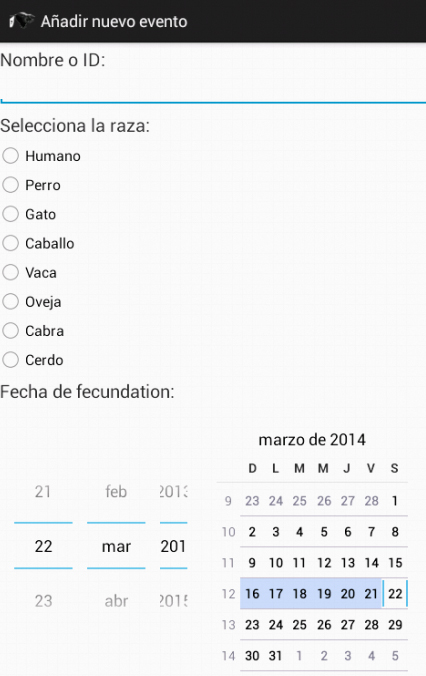 Añadir nuevo evento
Nombre o ID:
Selecciona la raza:
Humano
Perro
Gato
Caballo
Vaca
Oveja
Cabra
Cerdo
Fecha de fecundation:
21 feb 2013
22 mar 201
23 abr 2015
marzo de 2014
D L M M J V S
9 23 24 25 26 27 28 1
10 2 3 4 5 6 7 8
11 9 10 11 12 13 14 15
12 16 17 18 19 20 21 22
13 23 24 25 26 27 28 29
14 30 31 1 2 3 4 5